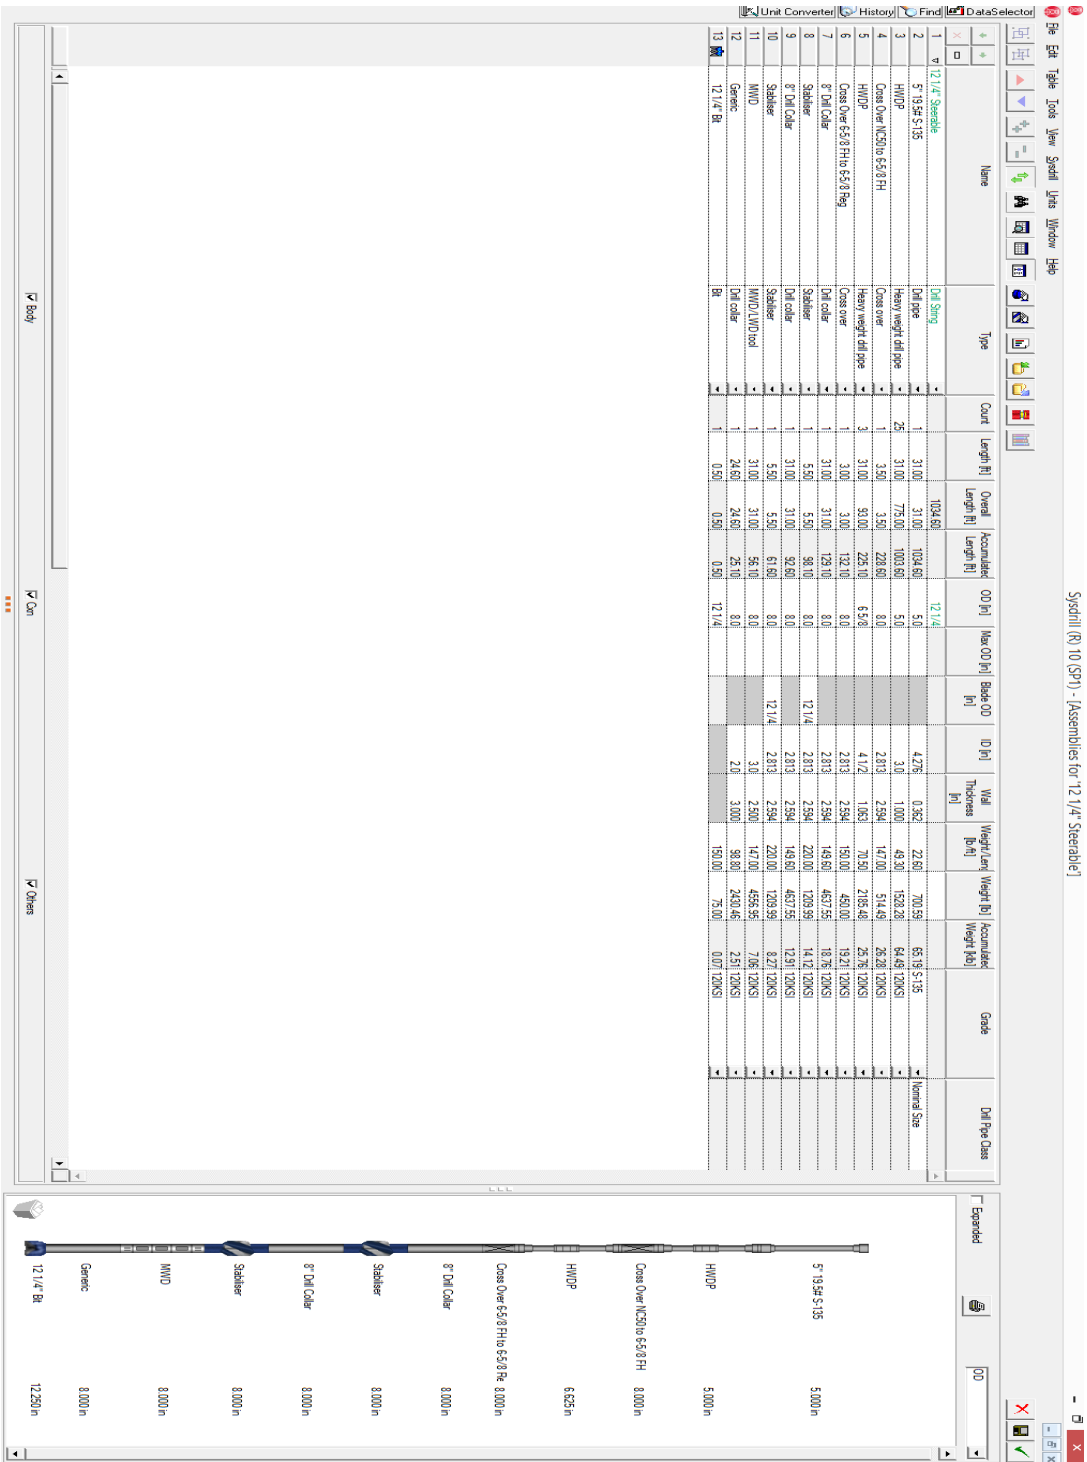 Sysdrill (R) 10 (SP1) - [Assemblies for '12 1/4" Steerable']
File Edit Table Tools View Sysdrill Units Window Help
DataSelector Find History Unit Converter
Name Type Count Length [ft] Overall Length [ft] Accumulated Length [ft] OD [in] Max OD [in] Blade OD [in] ID [in] Wall Thickness [in] Weight/Len [lb/ft] Weight [lb] Accumulated Weight [klb] Grade Drill Pipe Class
1 12 1/4" Steerable Drill String 1034.60 12 1/4
2 5" 19.5# S-135 Drill pipe 1 31.00 31.00 1034.60 5.0 4.276 0.362 22.60 700.59 65.19 S-135 Nominal Size
3 HWDP Heavy weight drill pipe 25 31.00 775.00 1003.60 5.0 3.0 1.000 49.30 1528.28 64.49 120KSI
4 Cross Over NC50 to 6-5/8 FH Cross over 1 3.50 3.50 228.60 8.0 2.813 2.594 147.00 514.49 26.28 120KSI
5 HWDP Heavy weight drill pipe 3 31.00 93.00 225.10 6 5/8 4 1/2 1.063 70.50 2185.48 25.76 120KSI
6 Cross Over 6-5/8 FH to 6-5/8 Reg Cross over 1 3.00 3.00 132.10 8.0 2.813 2.594 150.00 450.00 19.21 120KSI
7 8" Drill Collar Drill collar 1 31.00 31.00 129.10 8.0 2.813 2.594 149.60 4637.55 18.76 120KSI
8 Stabiliser Stabiliser 1 5.50 5.50 98.10 8.0 12 1/4 2.813 2.594 220.00 1209.99 14.12 120KSI
9 8" Drill Collar Drill collar 1 31.00 31.00 92.60 8.0 2.813 2.594 149.60 4637.55 12.91 120KSI
10 Stabiliser Stabiliser 1 5.50 5.50 61.60 8.0 12 1/4 2.813 2.594 220.00 1209.99 8.27 120KSI
11 MWD MWD/LWD tool 1 31.00 31.00 56.10 8.0 3.0 2.500 147.00 4556.95 7.06 120KSI
12 Generic Drill collar 1 24.60 24.60 25.10 8.0 2.0 3.000 98.80 2430.46 2.51 120KSI
13 12 1/4" Bit Bit 1 0.50 0.50 0.50 12 1/4 150.00 75.00 0.07 120KSI
Body Cxn Others
Expanded OD
5" 19.5# S-135 5.000 in
HWDP 5.000 in
Cross Over NC50 to 6-5/8 FH 8.000 in
HWDP 6.625 in
Cross Over 6-5/8 FH to 6-5/8 Re 8.000 in
8" Drill Collar 8.000 in
Stabiliser 8.000 in
8" Drill Collar 8.000 in
Stabiliser 8.000 in
MWD 8.000 in
Generic 8.000 in
12 1/4" Bit 12.250 in